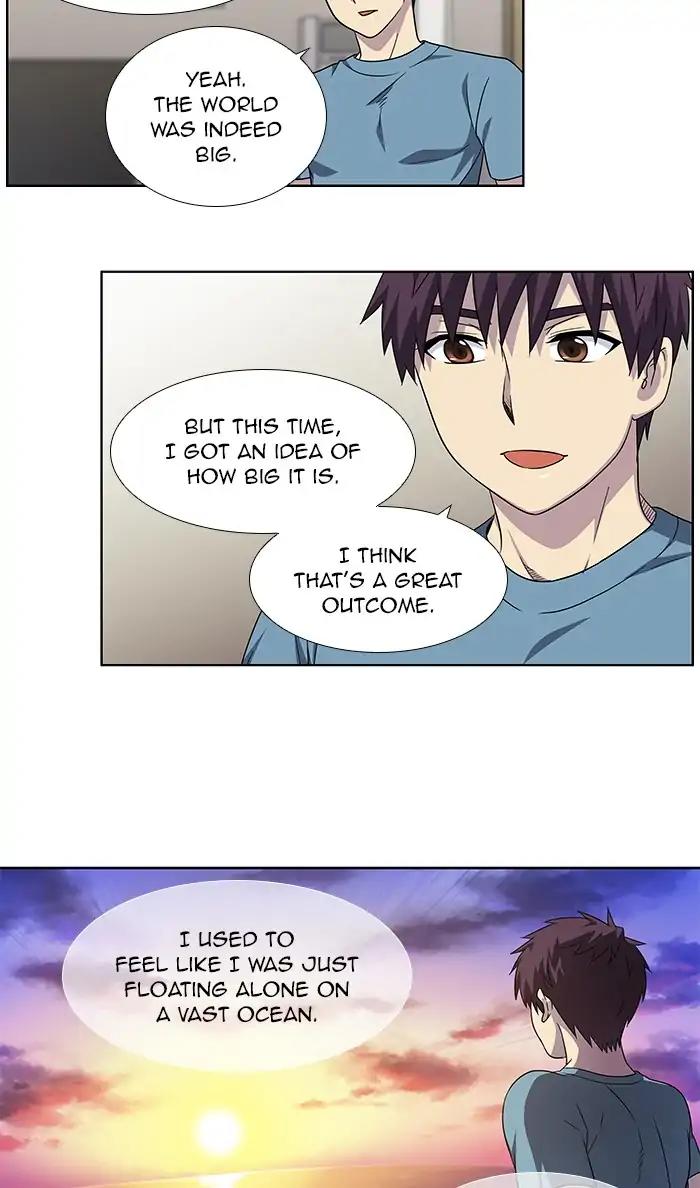 YEAH.
THE WORLD
WAS INDEED
BIG.
BUT THIS TIME,
I GOT AN IDEA OF
HOW BIG IT IS.
I THINK
THAT'S A GREAT
OUTCOME.
I USED TO
FEEL LIKE I WAS JUST
FLOATING ALONE ON
A VAST OCEAN.